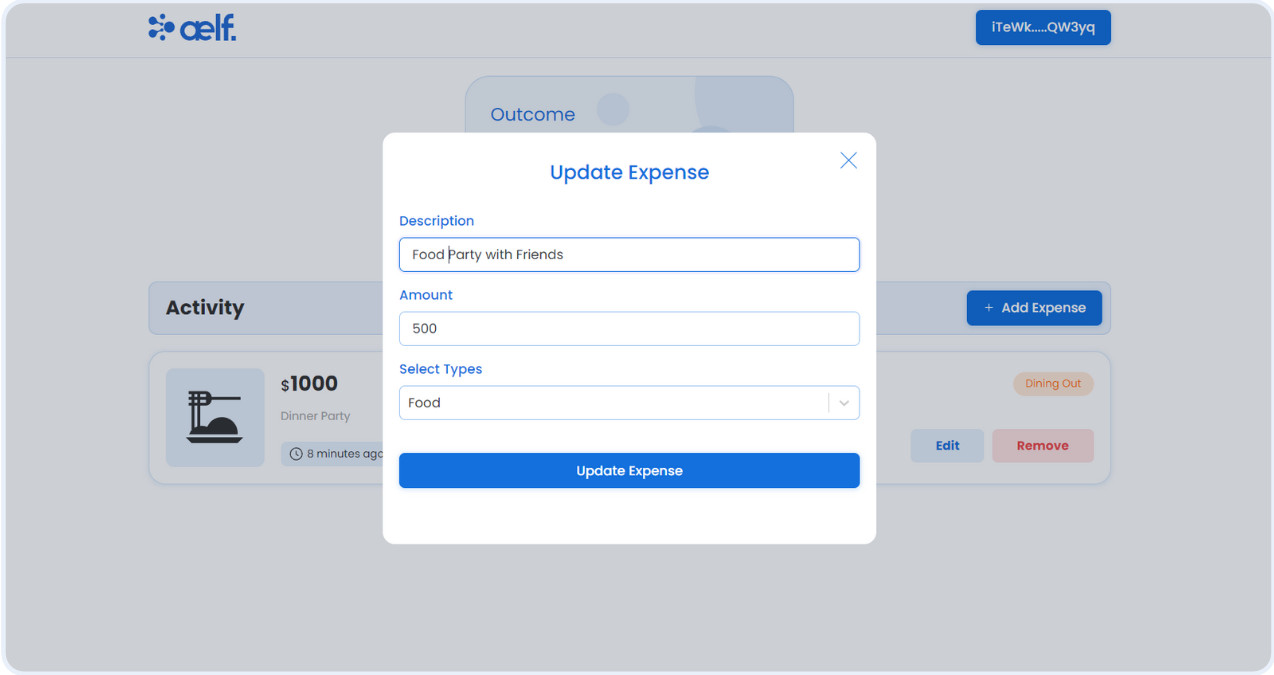 ælf.
iTeWk.....QW3yq
Outcome
Update Expense
Description
Food Party with Friends
Amount
500
Select Types
Food
Update Expense
Activity
+ Add Expense
$1000
Dining Out
Dinner Party
8 minutes ago
Edit
Remove